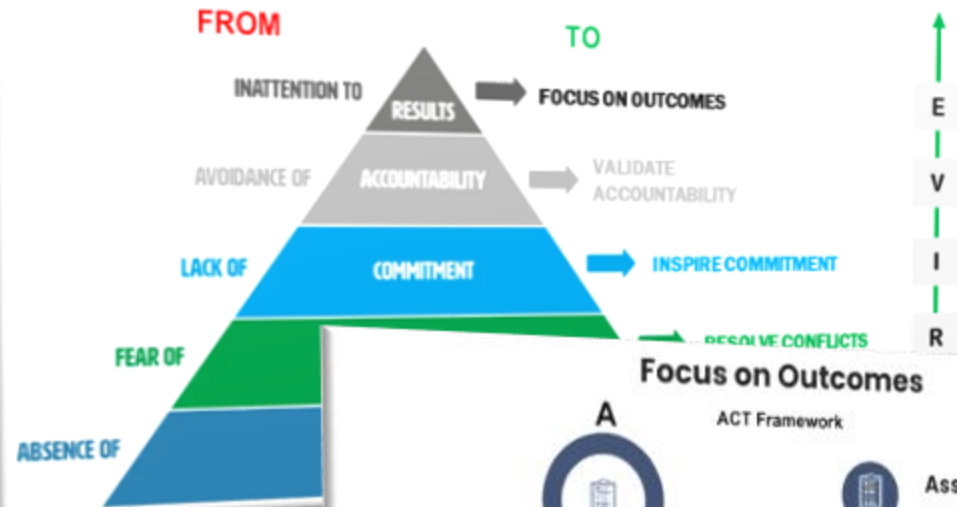 FROM
TO
INATTENTION TO
RESULTS
FOCUS ON OUTCOMES
E
AVOIDANCE OF
ACCOUNTABILITY
VALIDATE
ACCOUNTABILITY
V
LACK OF
COMMITMENT
INSPIRE COMMITMENT
I
FEAR OF
RESOLVE CONFLICTS
R
ABSENCE OF
Focus on Outcomes
A
ACT Framework
Ass